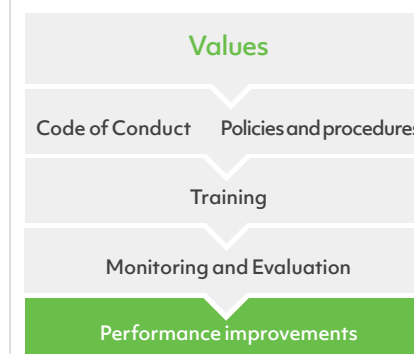 Values
Code of Conduct Policies and procedures
Training
Monitoring and Evaluation
Performance improvements